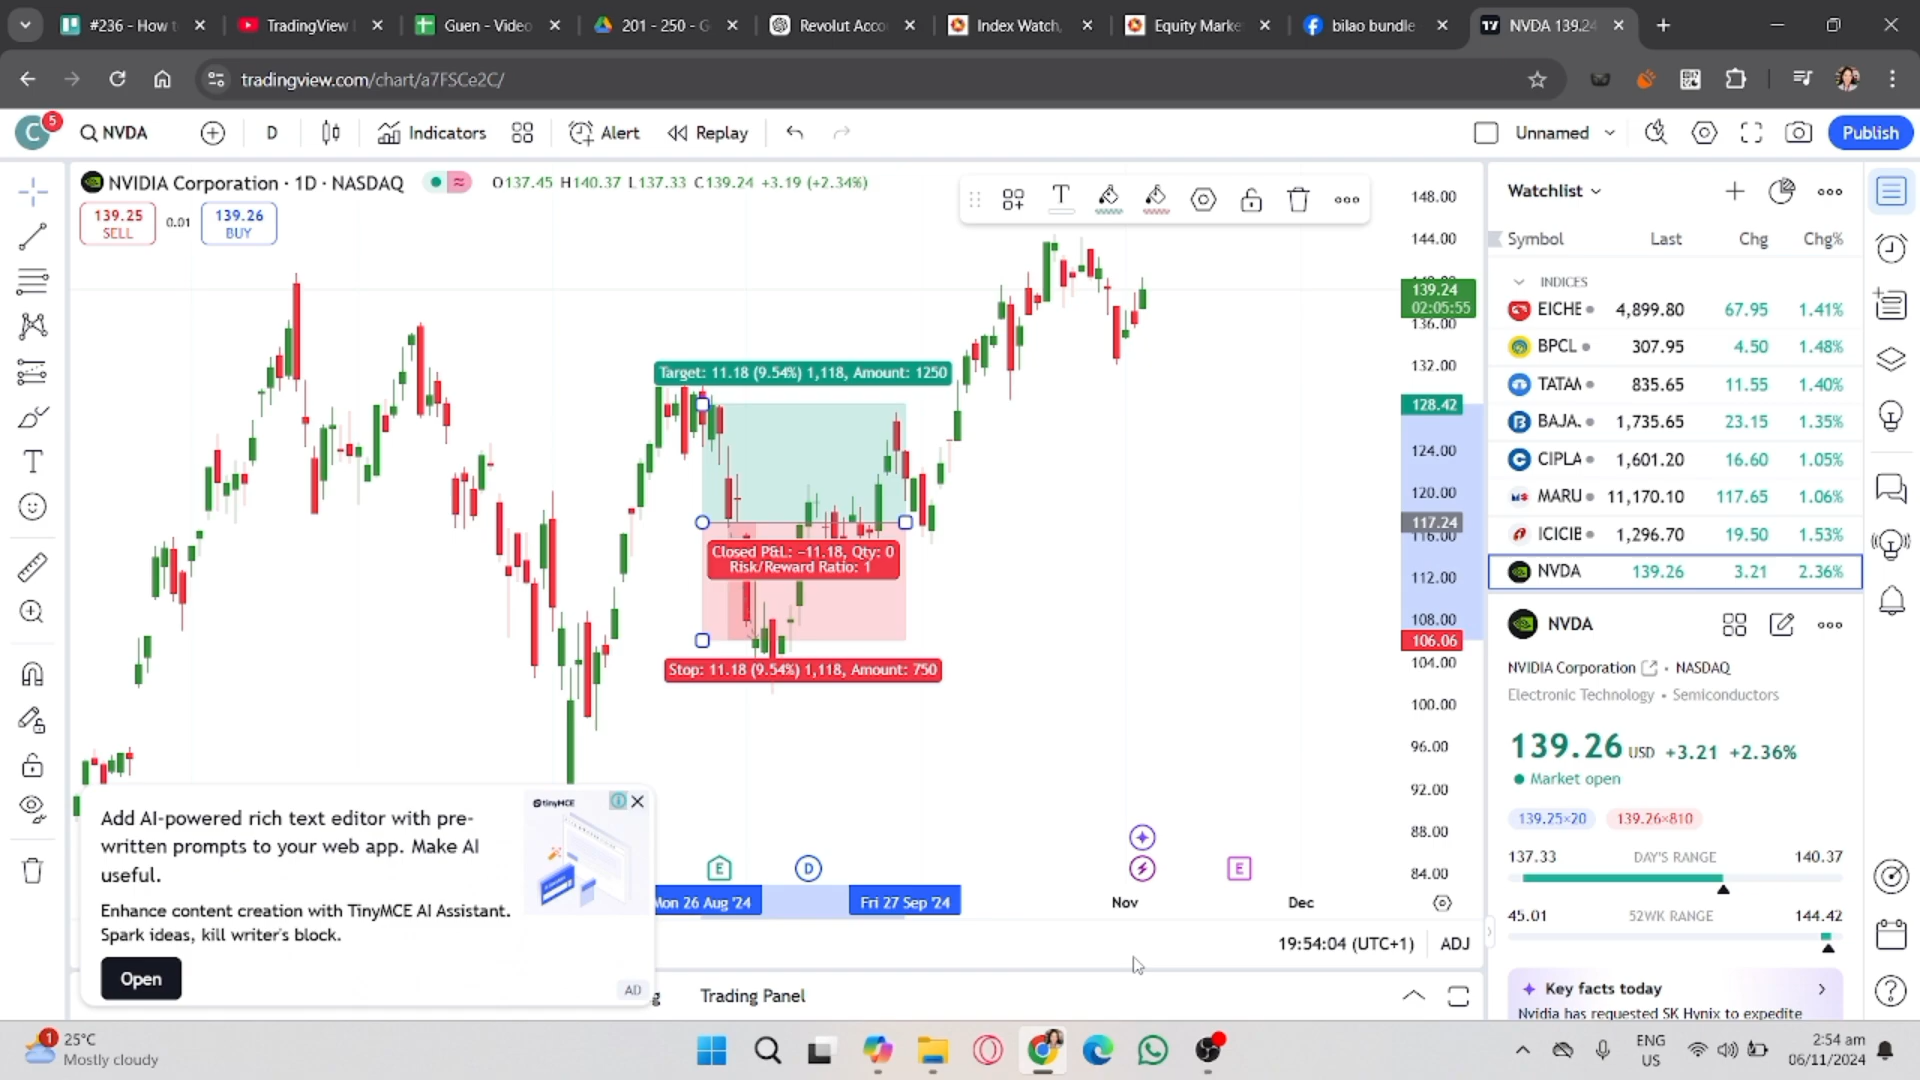 #236 - How t
TradingView
Guen - Video
201 - 250 - G
Revolut Acco
Index Watch,
Equity Marke
bilao bundle
NVDA 139.24
tradingview.com/chart/a7FSCe2C/
C
5
NVDA
D
Indicators
Alert
Replay
Unnamed
Publish
NVIDIA Corporation · 1D · NASDAQ
O137.45 H140.37 L137.33 C139.24 +3.19 (+2.34%)
139.25
SELL
0.01
139.26
BUY
Target: 11.18 (9.54%) 1,118, Amount: 1250
Closed P&L: −11.18, Qty: 0
Risk/Reward Ratio: 1
Stop: 11.18 (9.54%) 1,118, Amount: 750
148.00
144.00
139.24
02:05:55
136.00
132.00
128.42
124.00
120.00
117.24
116.00
112.00
108.00
106.06
104.00
100.00
96.00
92.00
88.00
84.00
E
D
E
Mon 26 Aug '24
Fri 27 Sep '24
Nov
Dec
19:54:04 (UTC+1)
ADJ
Trading Panel
tinyMCE
Add AI-powered rich text editor with pre-
written prompts to your web app. Make AI
useful.
Enhance content creation with TinyMCE AI Assistant.
Spark ideas, kill writer's block.
Open
AD
Watchlist
Symbol Last Chg Chg%
INDICES
EICHE 4,899.80 67.95 1.41%
BPCL 307.95 4.50 1.48%
TATAM 835.65 11.55 1.40%
BAJA. 1,735.65 23.15 1.35%
CIPLA 1,601.20 16.60 1.05%
MARU 11,170.10 117.65 1.06%
ICICIB 1,296.70 19.50 1.53%
NVDA 139.26 3.21 2.36%
NVDA
NVIDIA Corporation • NASDAQ
Electronic Technology • Semiconductors
139.26 USD +3.21 +2.36%
Market open
139.25×20
139.26×810
137.33 DAY'S RANGE 140.37
45.01 52WK RANGE 144.42
Key facts today
Nvidia has requested SK Hynix to expedite
1
25°C
Mostly cloudy
ENG
US
2:54 am
06/11/2024